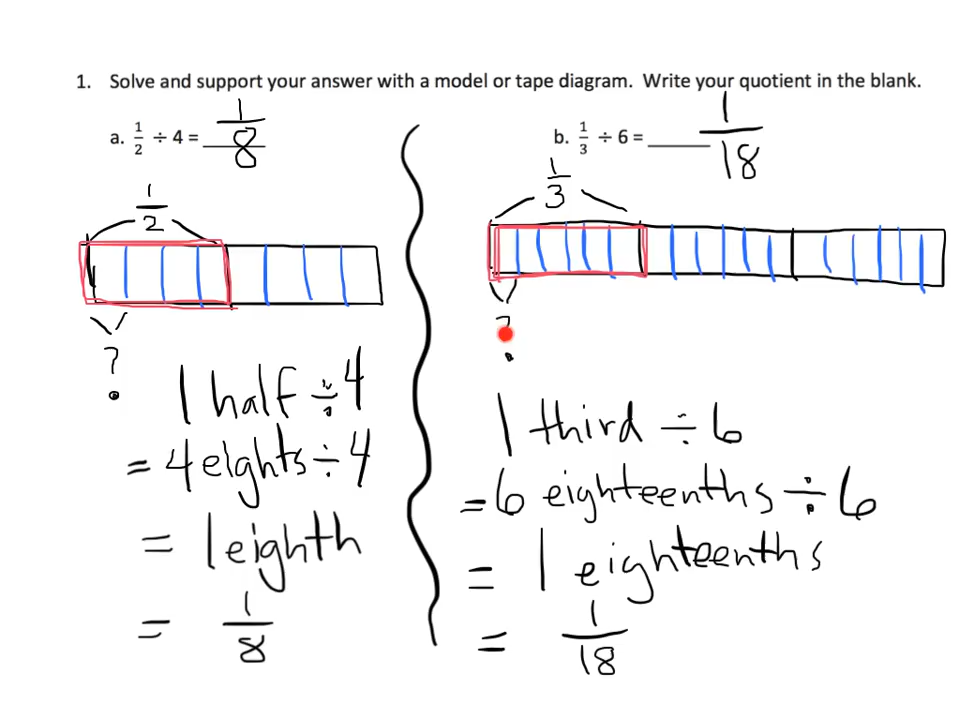 1. Solve and support your answer with a model or tape diagram. Write your quotient in the blank.
a. 1/2 ÷ 4 = 1/8
1/2
?
1 half ÷ 4
= 4 eights ÷ 4
= 1 eighth
= 1/8
b. 1/3 ÷ 6 = ______ 1/18
1/3
?
1 third ÷ 6
= 6 eighteenths ÷ 6
= 1 eighteenths
= 1/18